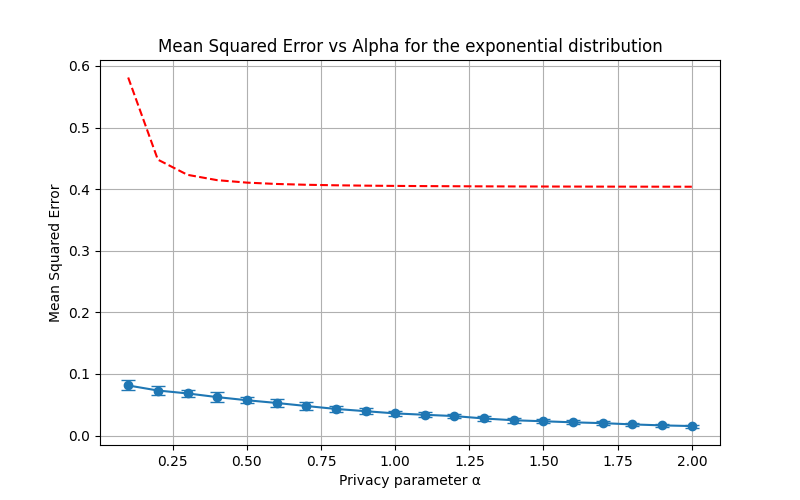 Mean Squared Error vs Alpha for the exponential distribution
Mean Squared Error
0.6
0.5
0.4
0.3
0.2
0.1
0.0
0.25 0.50 0.75 1.00 1.25 1.50 1.75 2.00
Privacy parameter α